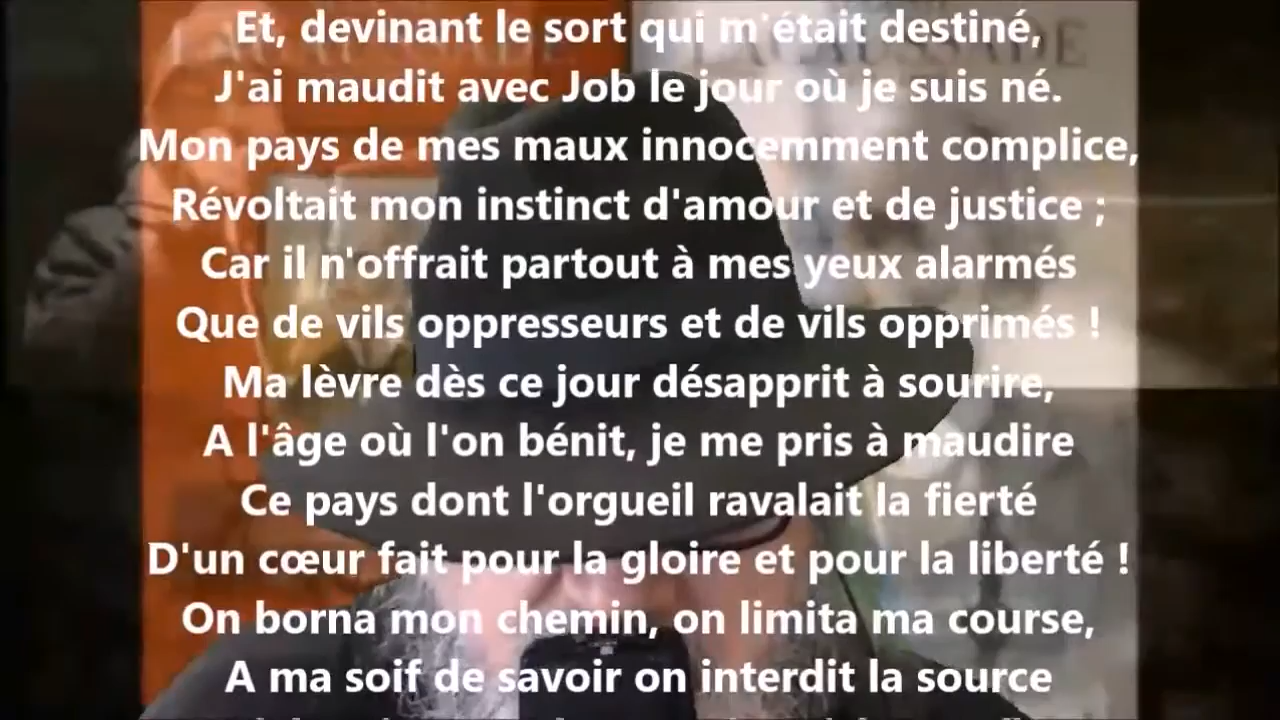 Et, devinant le sort qui m'était destiné,
J'ai maudit avec Job le jour où je suis né.
Mon pays de mes maux innocemment complice,
Révoltait mon instinct d'amour et de justice ;
Car il n'offrait partout à mes yeux alarmés
Que de vils oppresseurs et de vils opprimés !
Ma lèvre dès ce jour désapprit à sourire,
A l'âge où l'on bénit, je me pris à maudire
Ce pays dont l'orgueil ravalait la fierté
D'un cœur fait pour la gloire et pour la liberté !
On borna mon chemin, on limita ma course,
A ma soif de savoir on interdit la source